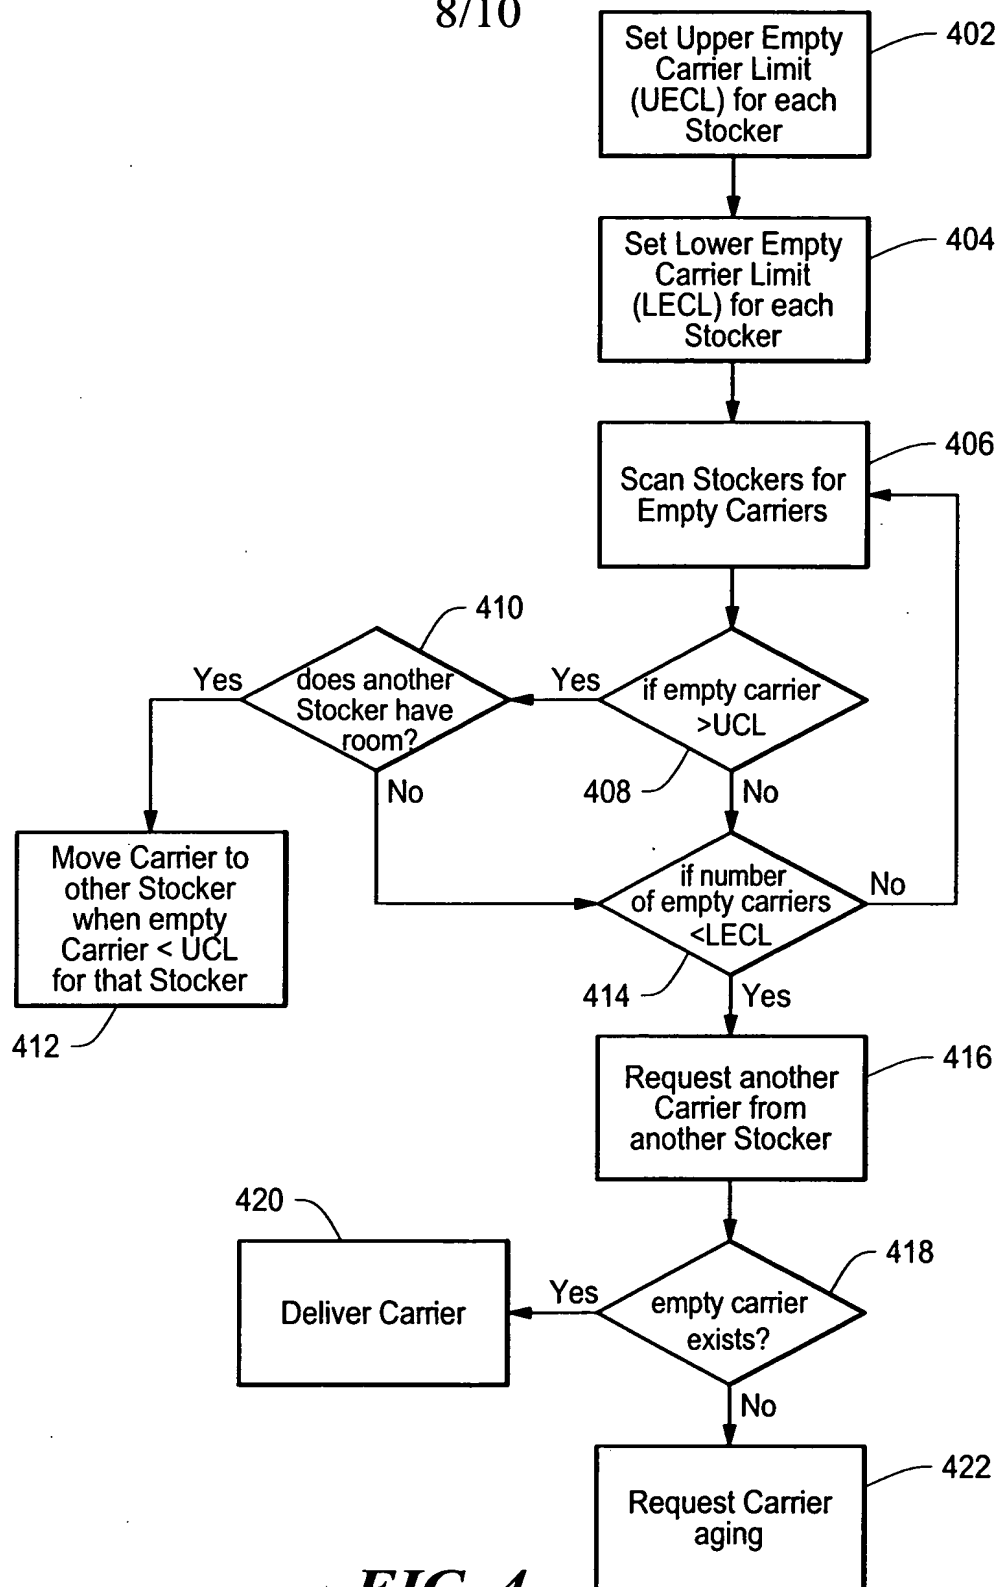 8/10
Set Upper Empty
Carrier Limit
(UECL) for each
Stocker
402
Set Lower Empty
Carrier Limit
(LECL) for each
Stocker
404
Scan Stockers for
Empty Carriers
406
if empty carrier
>UCL
408
Yes
No
does another
Stocker have
room?
410
Yes
No
Move Carrier to
other Stocker
when empty
Carrier < UCL
for that Stocker
412
if number
of empty carriers
<LECL
414
No
Yes
Request another
Carrier from
another Stocker
416
empty carrier
exists?
418
Yes
No
Deliver Carrier
420
Request Carrier
aging
422
FIG. 4